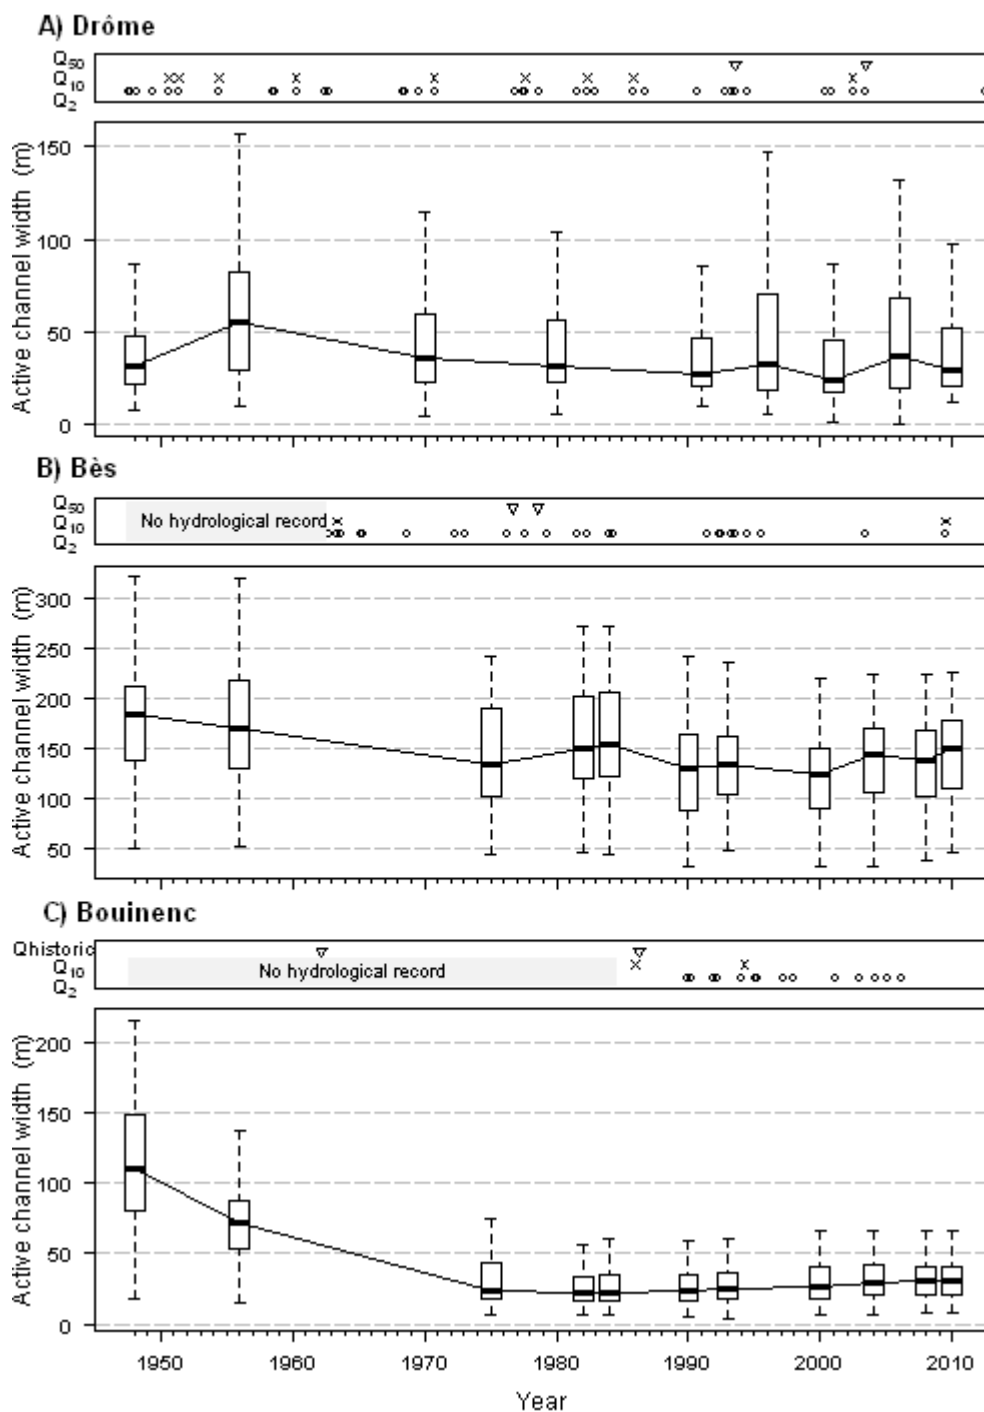 A) Drôme
Q50
Q10
Q2
Active channel width (m)
150
100
50
0
B) Bès
Q50
Q10
Q2
No hydrological record
Active channel width (m)
300
250
200
150
100
50
C) Bouinenc
Qhistoric
Q10
Q2
No hydrological record
Active channel width (m)
200
150
100
50
0
1950 1960 1970 1980 1990 2000 2010
Year